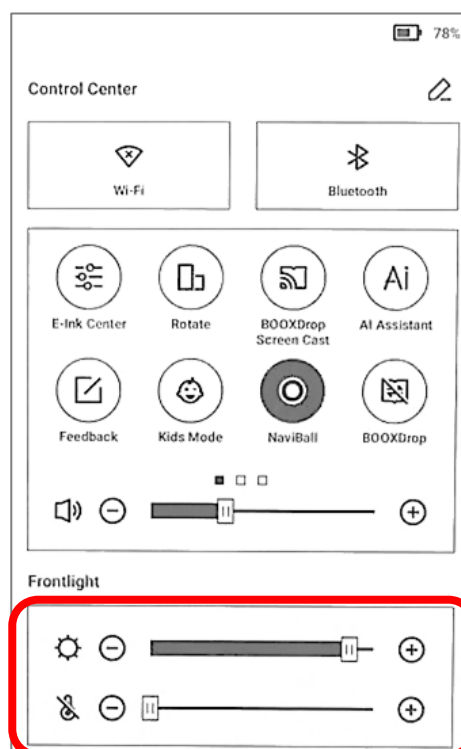 78%
Control Center
Wi-Fi
Bluetooth
E-Ink Center
Rotate
BOOXDrop
Screen Cast
AI Assistant
Feedback
Kids Mode
NaviBall
BOOXDrop
Frontlight